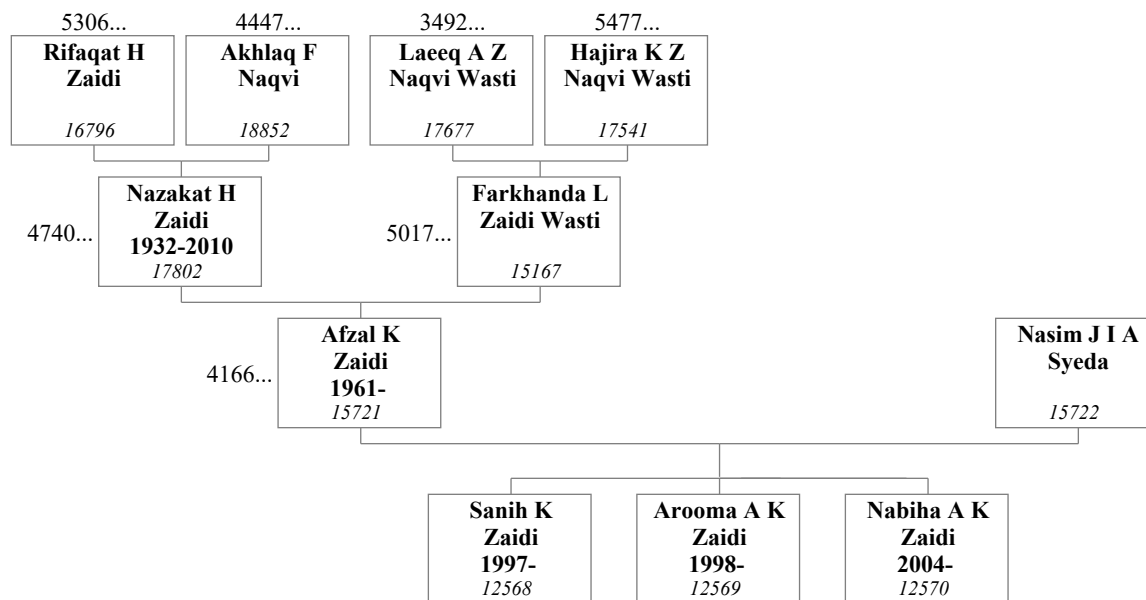 5306...
4447...
3492...
5477...
Rifaqat H
Zaidi
16796
Akhlaq F
Naqvi
18852
Laeeq A Z
Naqvi Wasti
17677
Hajira K Z
Naqvi Wasti
17541
4740...
Nazakat H
Zaidi
1932-2010
17802
5017...
Farkhanda L
Zaidi Wasti
15167
4166...
Afzal K
Zaidi
1961-
15721
Nasim J I A
Syeda
15722
Sanih K
Zaidi
1997-
12568
Arooma A K
Zaidi
1998-
12569
Nabiha A K
Zaidi
2004-
12570